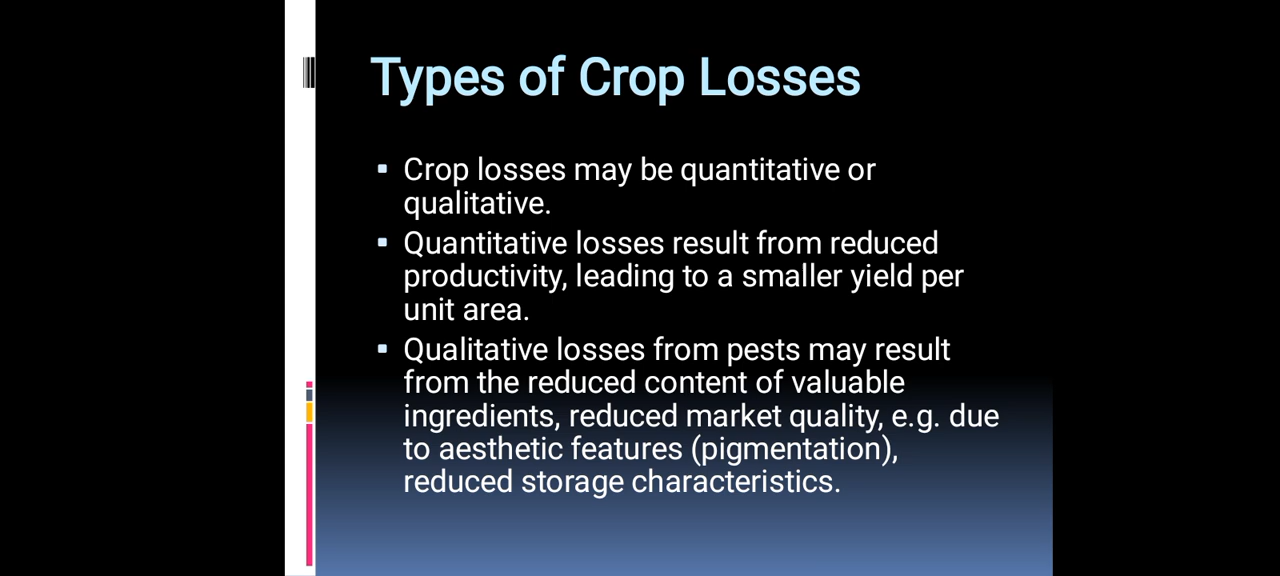 Types of Crop Losses
▪ Crop losses may be quantitative or
qualitative.
▪ Quantitative losses result from reduced
productivity, leading to a smaller yield per
unit area.
▪ Qualitative losses from pests may result
from the reduced content of valuable
ingredients, reduced market quality, e.g. due
to aesthetic features (pigmentation),
reduced storage characteristics.